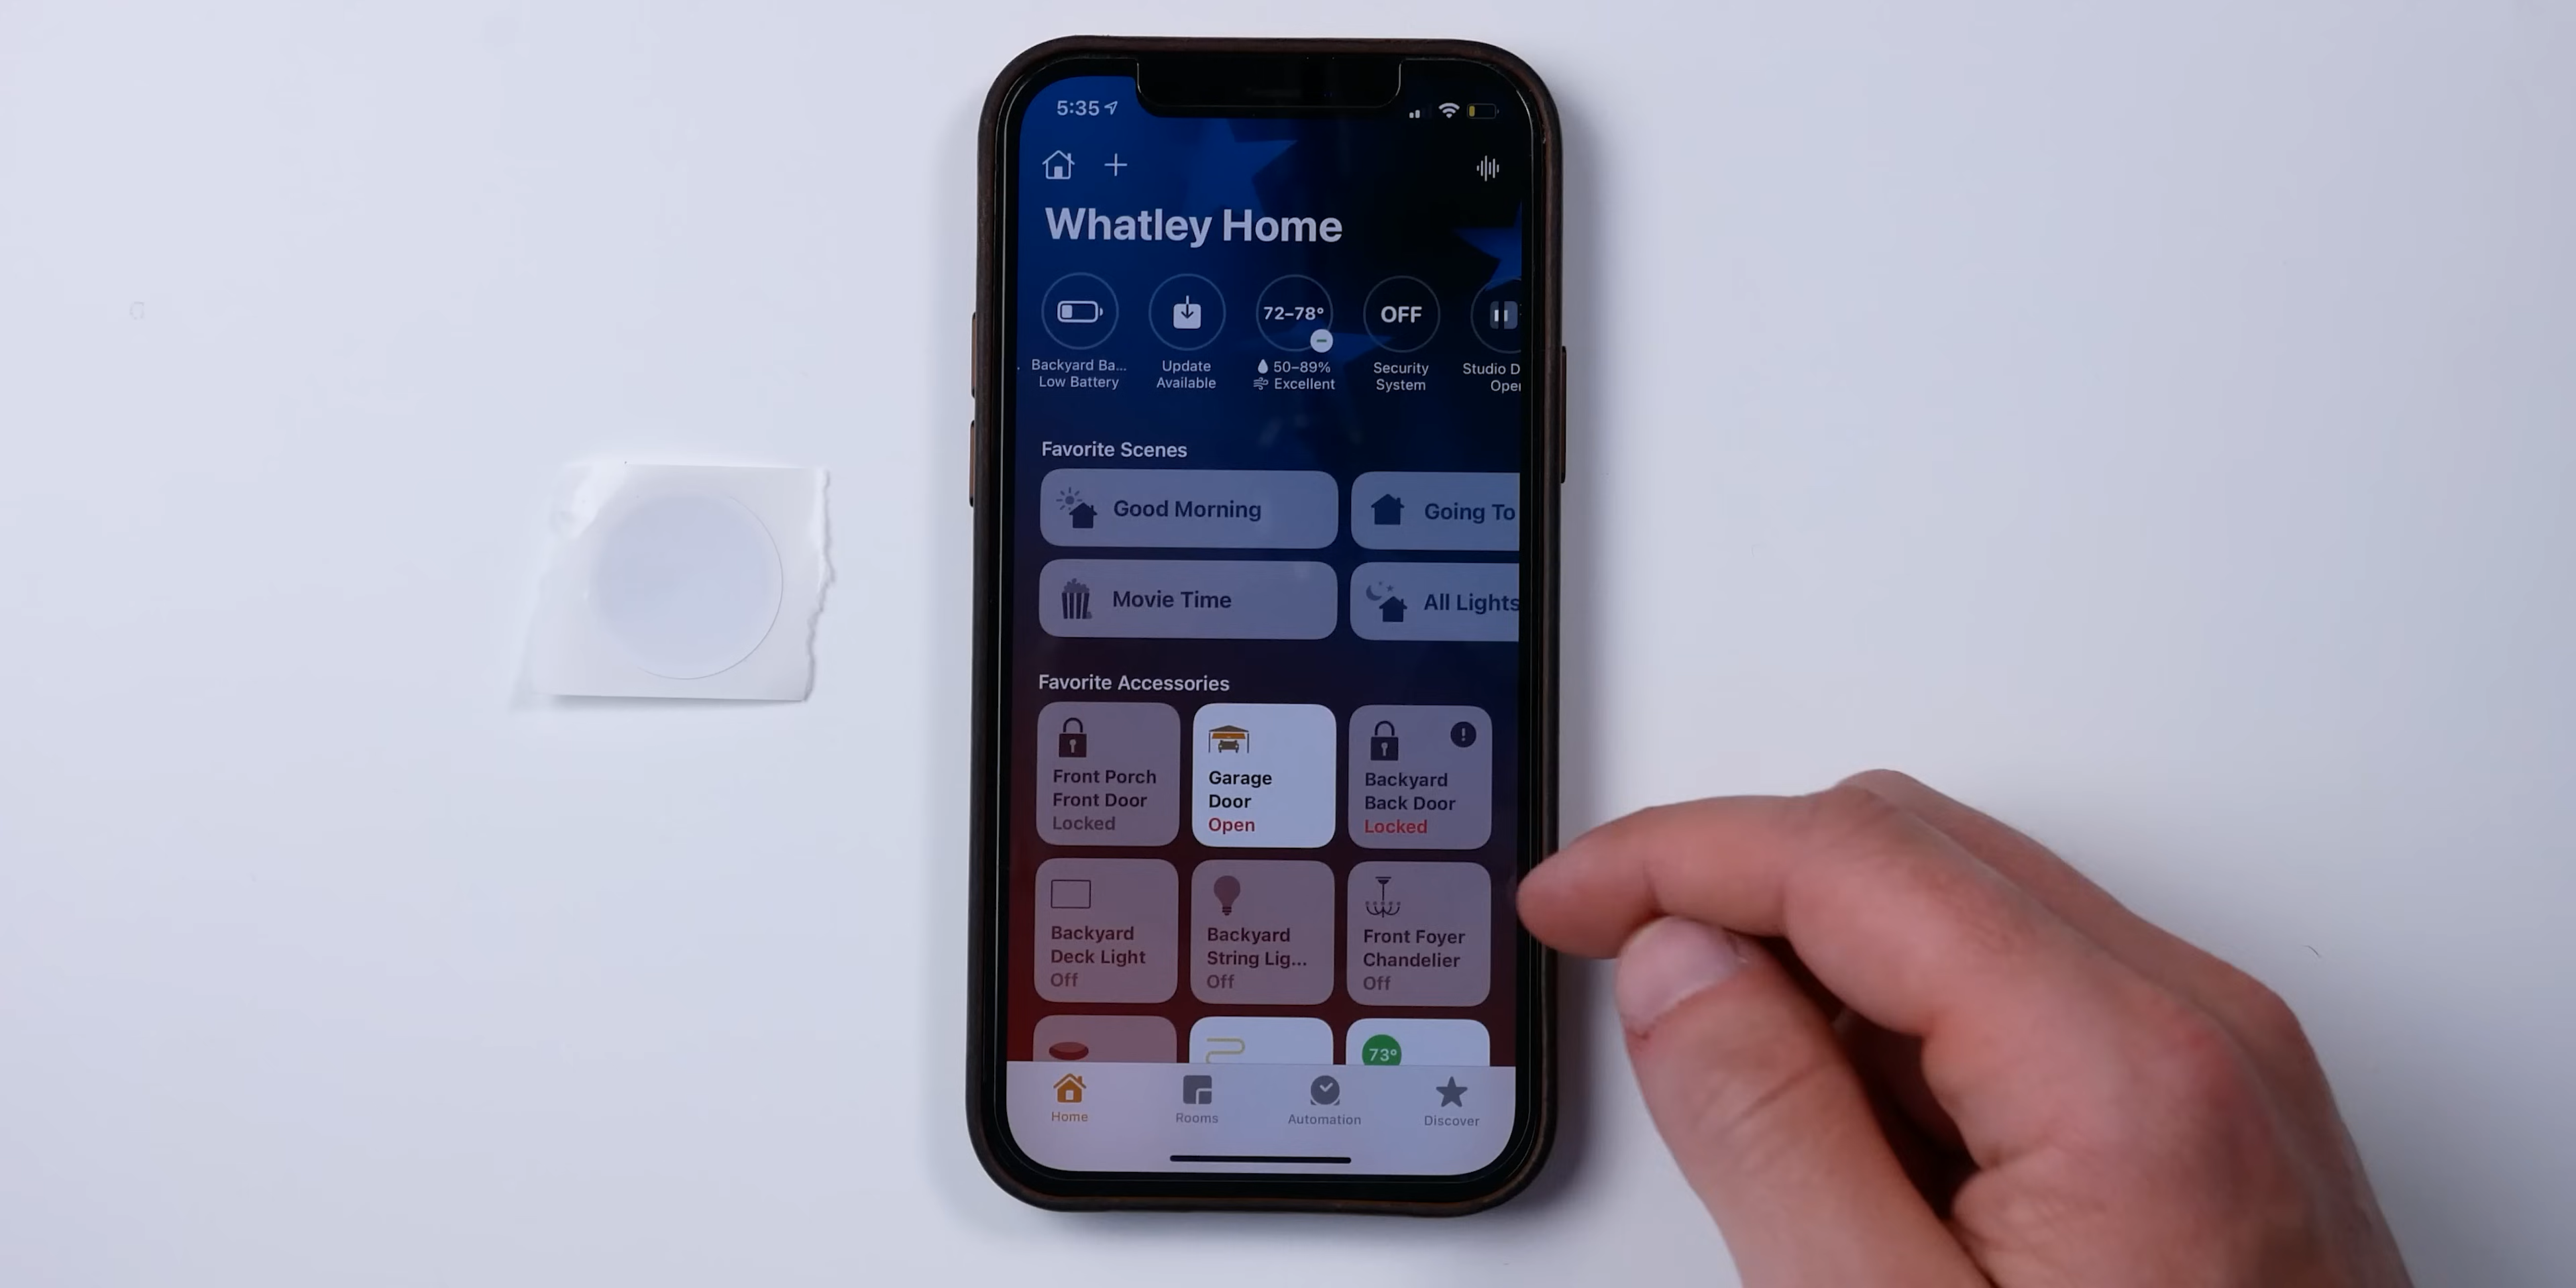 5:35
Whatley Home
72–78°
OFF
Backyard Ba...
Low Battery
Update
Available
50–89%
Excellent
Security
System
Studio D
Open
Favorite Scenes
Good Morning
Going To
Movie Time
All Lights
Favorite Accessories
Front Porch
Front Door
Locked
Garage
Door
Open
Backyard
Back Door
Locked
Backyard
Deck Light
Off
Backyard
String Lig...
Off
Front Foyer
Chandelier
Off
73°
Home
Rooms
Automation
Discover